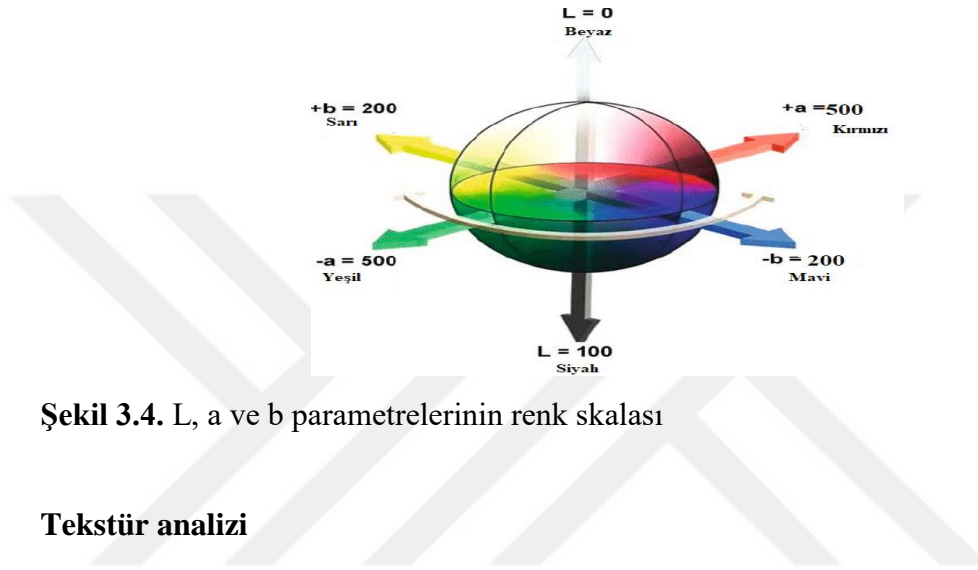 L = 0
Beyaz
+b = 200
Sarı
+a =500
Kırmızı
-a = 500
Yeşil
-b = 200
Mavi
L = 100
Siyah
Şekil 3.4. L, a ve b parametrelerinin renk skalası
Tekstür analizi